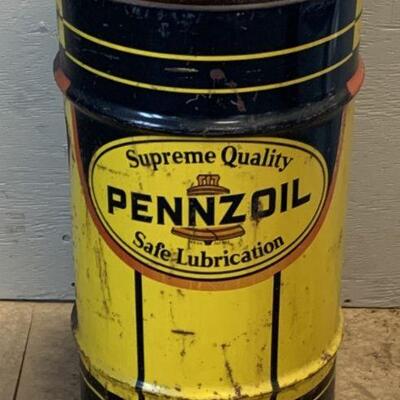 Supreme Quality
PENNZOIL
Safe Lubrication